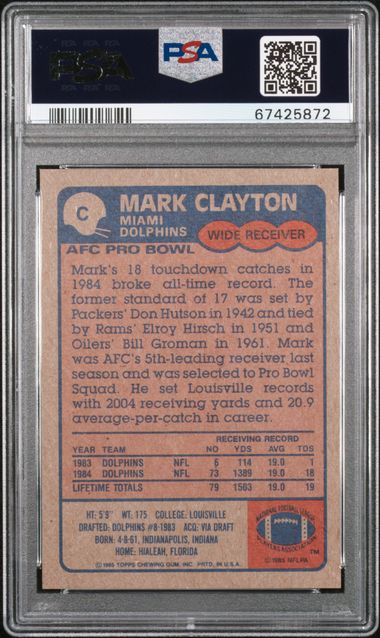 PSA
PSA
67425872
C
MARK CLAYTON
MIAMI
DOLPHINS
WIDE RECEIVER
AFC PRO BOWL
Mark's 18 touchdown catches in
1984 broke all-time record. The
former standard of 17 was set by
Packers' Don Hutson in 1942 and tied
by Rams' Elroy Hirsch in 1951 and
Oilers' Bill Groman in 1961. Mark
was AFC's 5th-leading receiver last
season and was selected to Pro Bowl
Squad. He set Louisville records
with 2004 receiving yards and 20.9
average-per-catch in career.
RECEIVING RECORD
YEAR TEAM NO YDS AVG TDS
1983 DOLPHINS NFL 6 114 19.0 1
1984 DOLPHINS NFL 73 1389 19.0 18
LIFETIME TOTALS 79 1503 19.0 19
HT: 5'9" WT: 175 COLLEGE: LOUISVILLE
DRAFTED: DOLPHINS #8-1983 ACQ: VIA DRAFT
BORN: 4-8-61, INDIANAPOLIS, INDIANA
HOME: HIALEAH, FLORIDA
©1985 TOPPS CHEWING GUM, INC. PRTD. IN U.S.A.
NATIONAL FOOTBALL LEAGUE
PLAYERS ASSOCIATION
TM
©1985 NFLPA